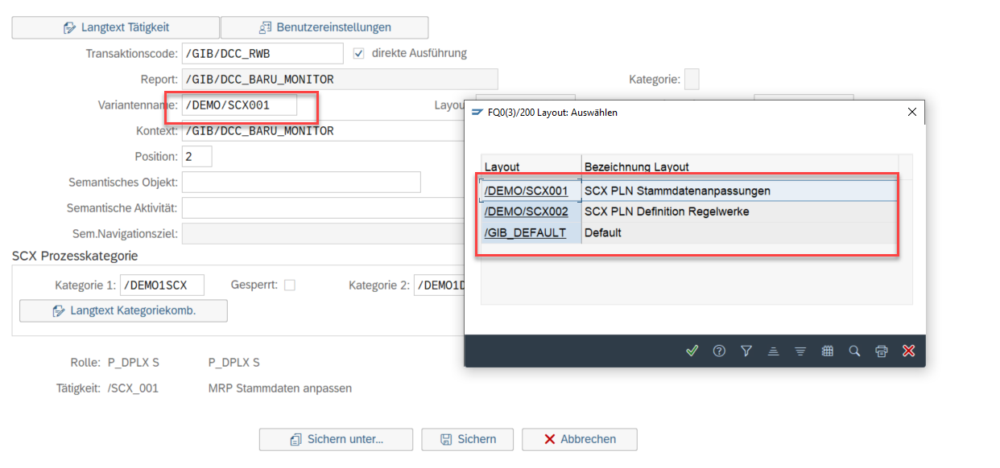 Langtext Tätigkeit
Benutzereinstellungen
Transaktionscode: /GIB/DCC_RWB direkte Ausführung
Report: /GIB/DCC_BARU_MONITOR Kategorie:
Variantenname: /DEMO/SCX001 Layou
Kontext: /GIB/DCC_BARU_MONITOR
Position: 2
Semantisches Objekt:
Semantische Aktivität:
Sem.Navigationsziel:
SCX Prozesskategorie
Kategorie 1: /DEMO1SCX Gesperrt: Kategorie 2: /DEMO1D
Langtext Kategoriekomb.
Rolle: P_DPLX S P_DPLX S
Tätigkeit: /SCX_001 MRP Stammdaten anpassen
Sichern unter... Sichern Abbrechen
FQ0(3)/200 Layout: Auswählen
Layout Bezeichnung Layout
/DEMO/SCX001 SCX PLN Stammdatenanpassungen
/DEMO/SCX002 SCX PLN Definition Regelwerke
/GIB_DEFAULT Default